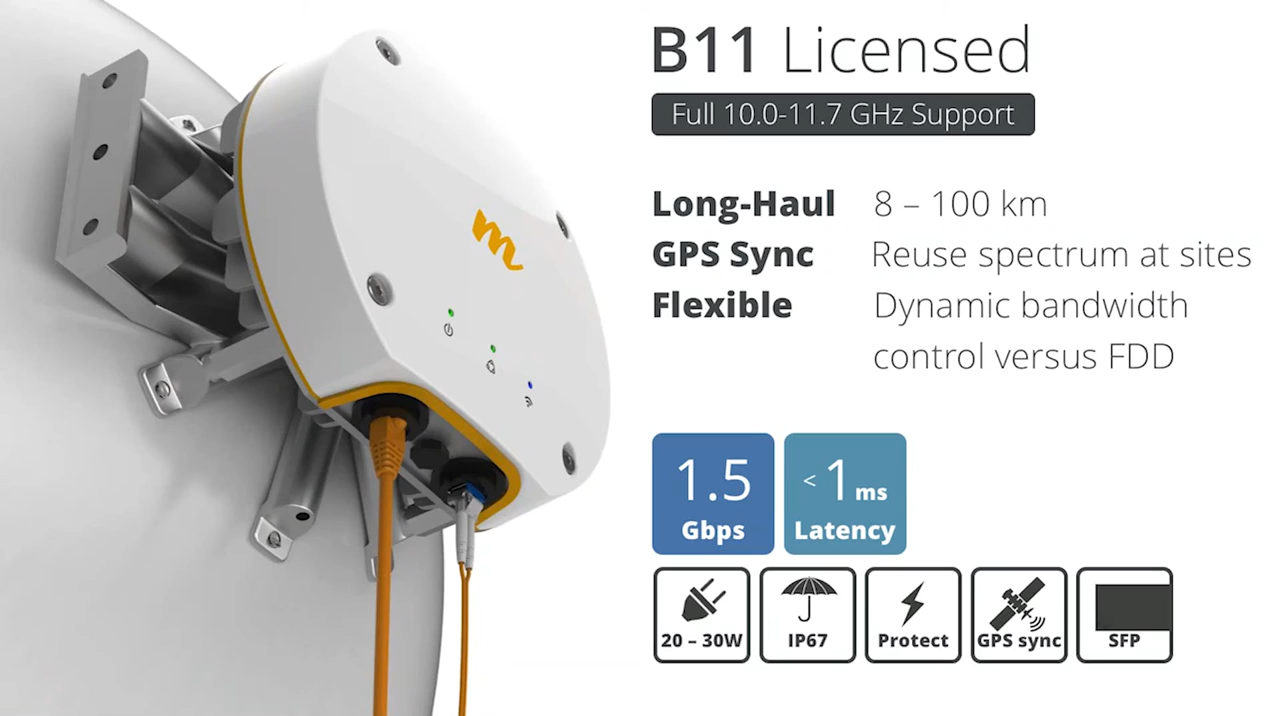 B11 Licensed
Full 10.0-11.7 GHz Support
Long-Haul 8 – 100 km
GPS Sync Reuse spectrum at sites
Flexible Dynamic bandwidth
control versus FDD
1.5
Gbps
< 1 ms
Latency
20 – 30W
IP67
Protect
GPS sync
SFP